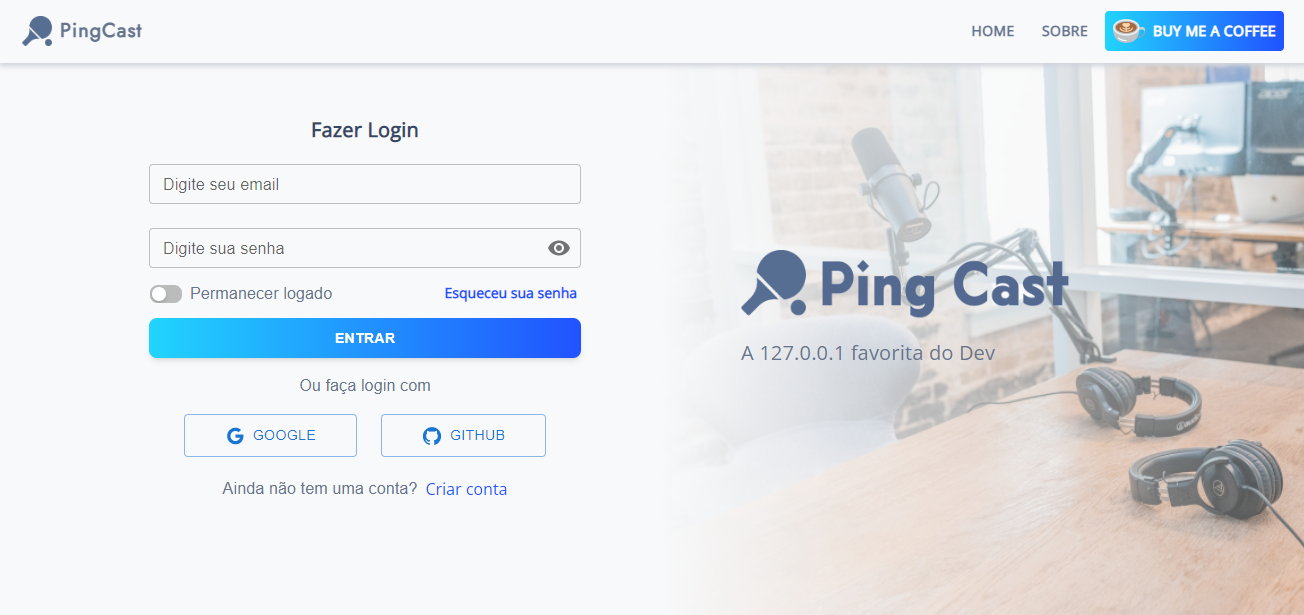 PingCast
HOME
SOBRE
BUY ME A COFFEE
Fazer Login
Digite seu email
Digite sua senha
Permanecer logado
Esqueceu sua senha
ENTRAR
Ou faça login com
GOOGLE
GITHUB
Ainda não tem uma conta? Criar conta
acer
Ping Cast
A 127.0.0.1 favorita do Dev